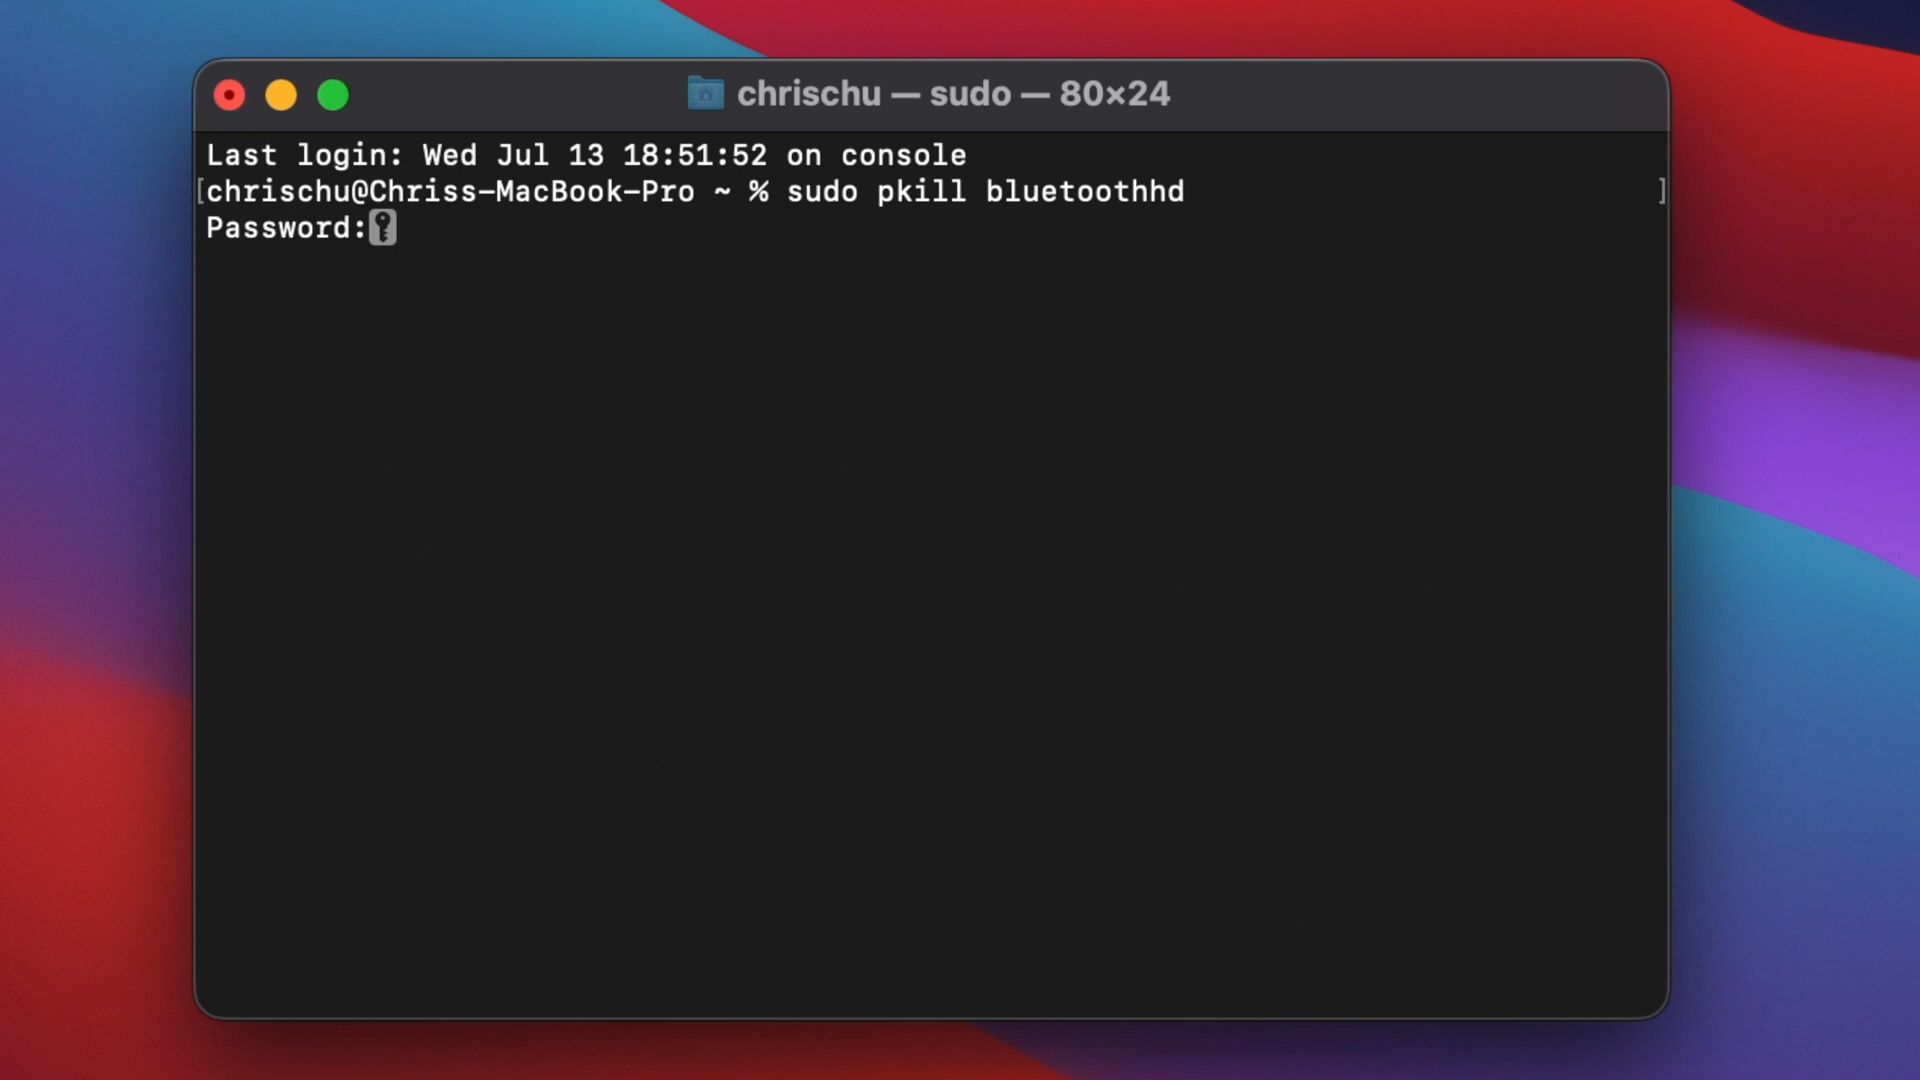 chrischu — sudo — 80×24
Last login: Wed Jul 13 18:51:52 on console
[chrischu@Chriss-MacBook-Pro ~ % sudo pkill bluetoothhd ]
Password: